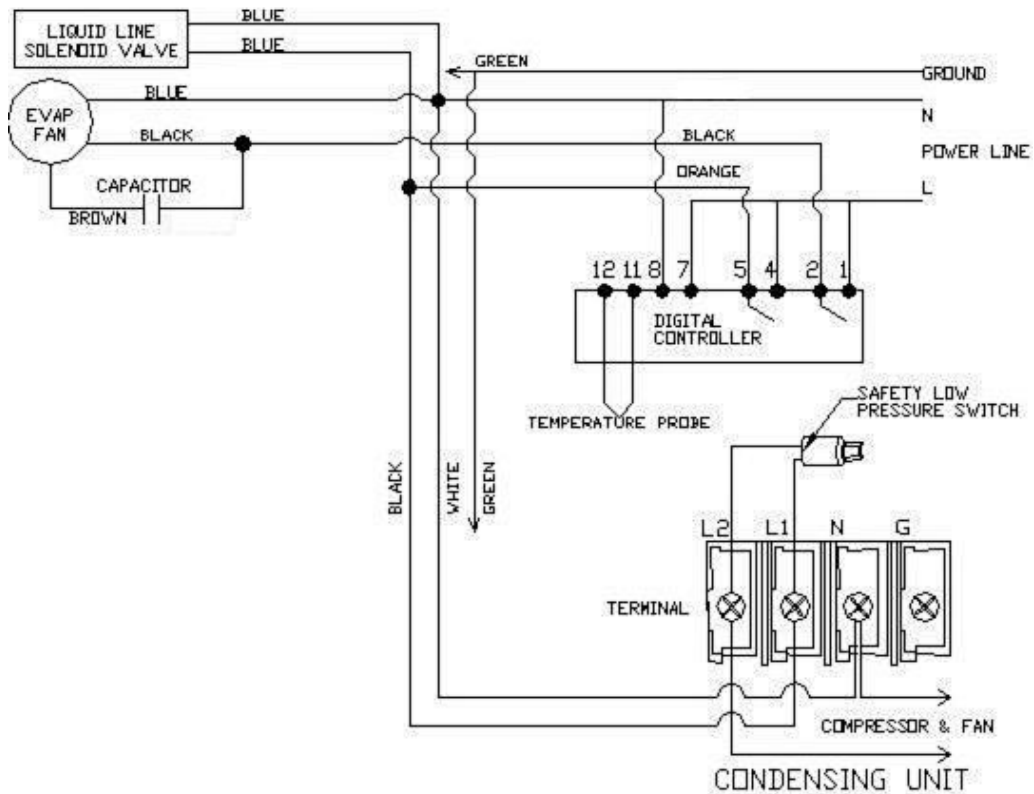 BLUE
LIQUID LINE
SOLENOID VALVE
BLUE
GREEN
GROUND
BLUE
N
EVAP
FAN
BLACK
BLACK
POWER LINE
ORANGE
CAPACITOR
L
BROWN
12 11 8 7 5 4 2 1
DIGITAL
CONTROLLER
SAFETY LOW
PRESSURE SWITCH
TEMPERATURE PROBE
BLACK
WHITE
GREEN
L2 L1 N G
TERMINAL
COMPRESSOR & FAN
CONDENSING UNIT